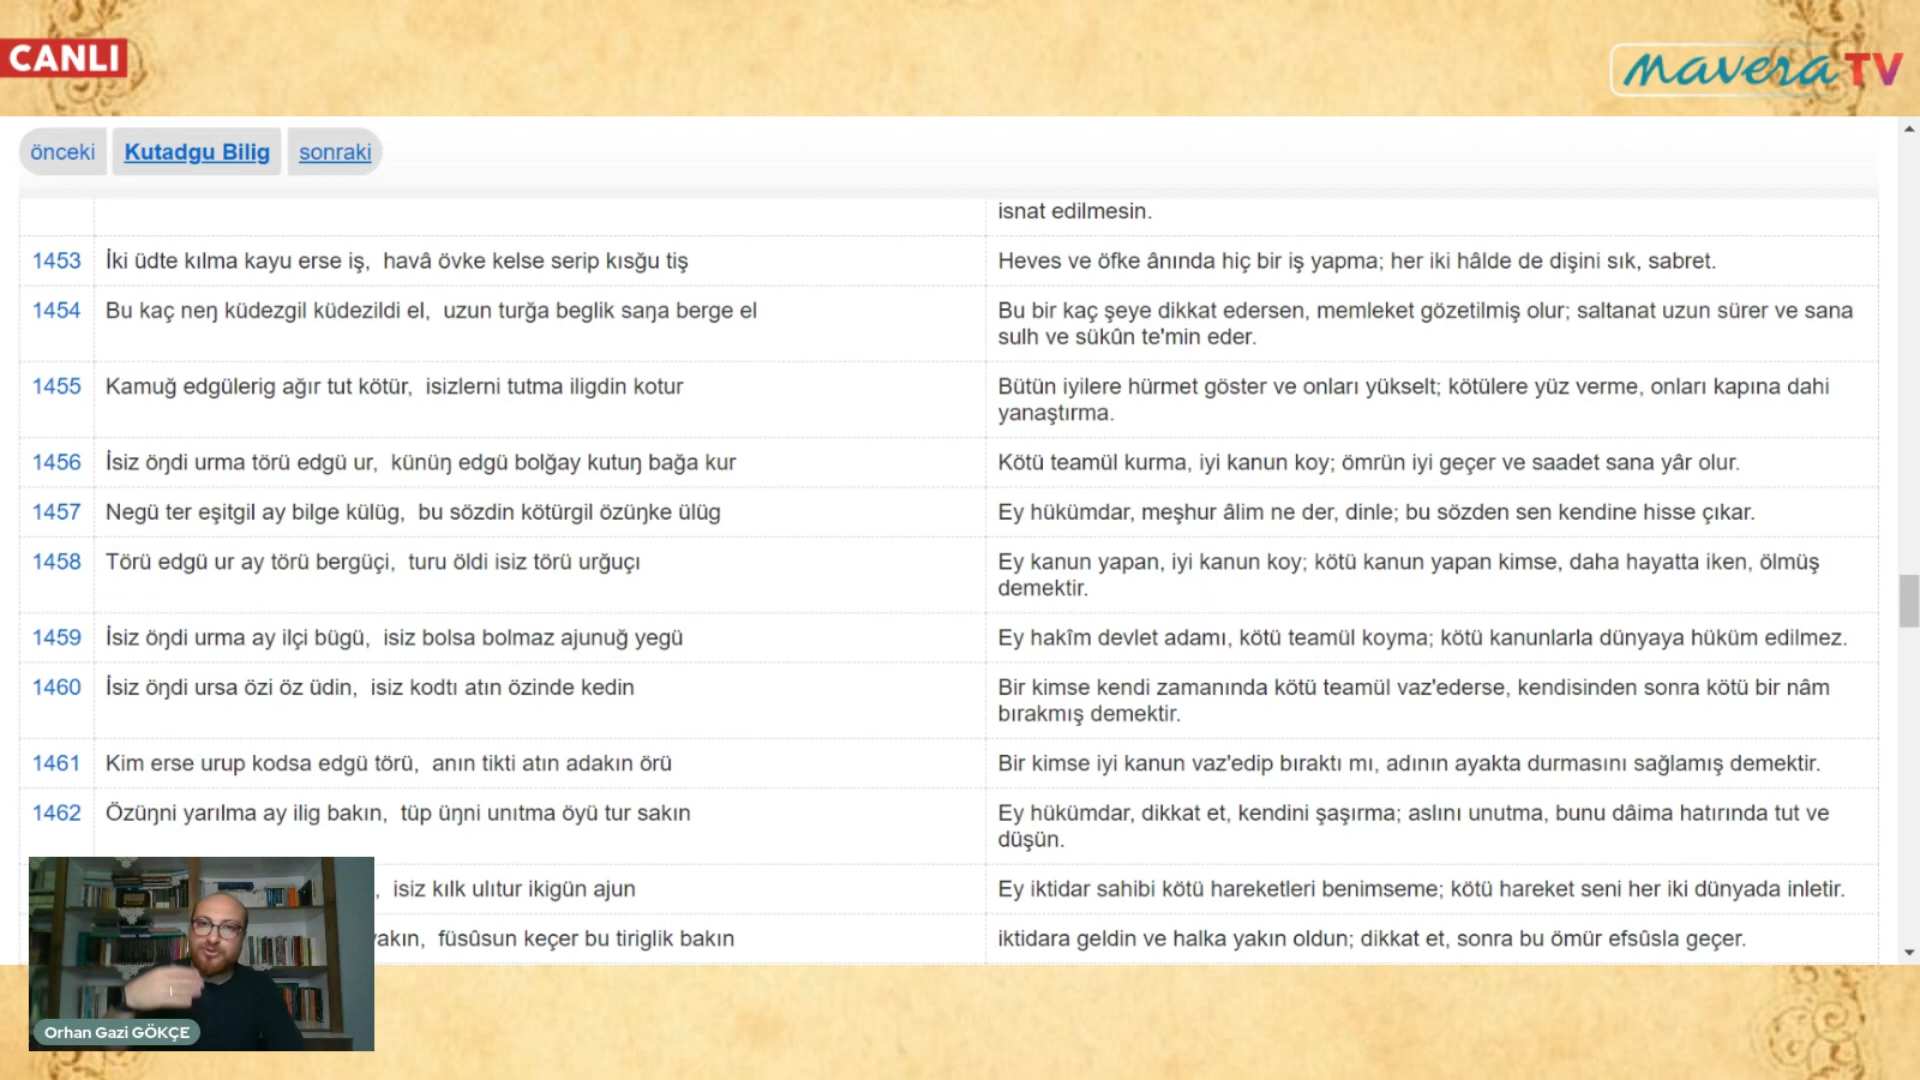 CANLI
mavera TV
önceki Kutadgu Bilig sonraki
isnat edilmesin.
1453 İki üdte kılma kayu erse iş, havâ övke kelse serip kısğu tiş Heves ve öfke ânında hiç bir iş yapma; her iki hâlde de dişini sık, sabret.
1454 Bu kaç neŋ küdezgil küdezildi el, uzun turğa beglik saŋa berge el Bu bir kaç şeye dikkat edersen, memleket gözetilmiş olur; saltanat uzun sürer ve sana
sulh ve sükûn te'min eder.
1455 Kamuğ edgülerig ağır tut kötür, isizlerni tutma iligdin kotur Bütün iyilere hürmet göster ve onları yükselt; kötülere yüz verme, onları kapına dahi
yanaştırma.
1456 İsiz öŋdi urma törü edgü ur, künüŋ edgü bolğay kutuŋ bağa kur Kötü teamül kurma, iyi kanun koy; ömrün iyi geçer ve saadet sana yâr olur.
1457 Negü ter eşitgil ay bilge külüg, bu sözdin kötürgil özüŋke ülüg Ey hükümdar, meşhur âlim ne der, dinle; bu sözden sen kendine hisse çıkar.
1458 Törü edgü ur ay törü bergüçi, turu öldi isiz törü urğuçı Ey kanun yapan, iyi kanun koy; kötü kanun yapan kimse, daha hayatta iken, ölmüş
demektir.
1459 İsiz öŋdi urma ay ilçi bügü, isiz bolsa bolmaz ajunuğ yegü Ey hakîm devlet adamı, kötü teamül koyma; kötü kanunlarla dünyaya hüküm edilmez.
1460 İsiz öŋdi ursa özi öz üdin, isiz kodtı atın özinde kedin Bir kimse kendi zamanında kötü teamül vaz'ederse, kendisinden sonra kötü bir nâm
bırakmış demektir.
1461 Kim erse urup kodsa edgü törü, anın tikti atın adakın örü Bir kimse iyi kanun vaz'edip bıraktı mı, adının ayakta durmasını sağlamış demektir.
1462 Özüŋni yarılma ay ilig bakın, tüp üŋni unıtma öyü tur sakın Ey hükümdar, dikkat et, kendini şaşırma; aslını unutma, bunu dâima hatırında tut ve
düşün.
, isiz kılk ulıtur ikigün ajun Ey iktidar sahibi kötü hareketleri benimseme; kötü hareket seni her iki dünyada inletir.
yakın, füsûsun keçer bu tiriglik bakın iktidara geldin ve halka yakın oldun; dikkat et, sonra bu ömür efsûsla geçer.
Orhan Gazi GÖKÇE